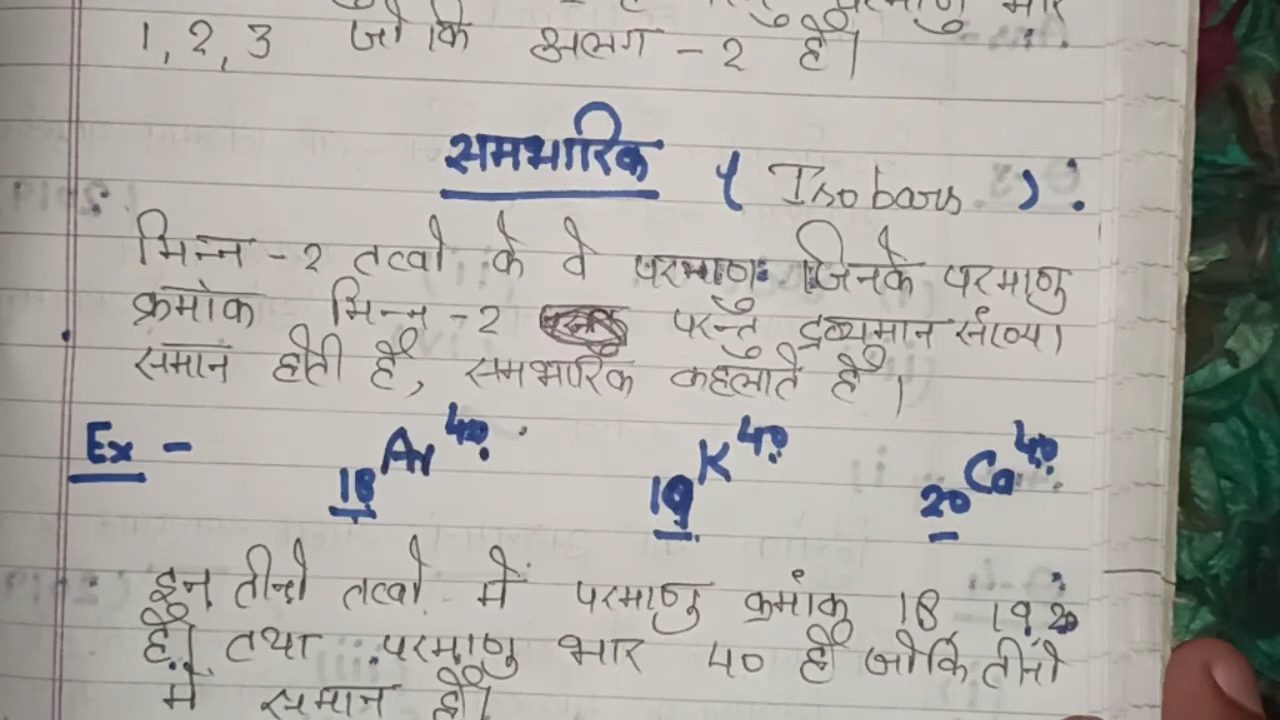 परमाणु भार
1, 2, 3 जो कि अलग - 2 है।
समभारिक ( Isobars ) :
भिन्न - 2 तत्वो के वे परमाणु जिनके परमाणु
क्रमांक भिन्न - 2 परन्तु द्रव्यमान संख्या
समान होती है, समभारिक कहलाते है।
Ex - 18Ar40 19K40 20Ca40
इन तीनो तत्वो में परमाणु क्रमांक 18 19 20
है। तथा परमाणु भार 40 है जोकि तीनो
मे समान है।